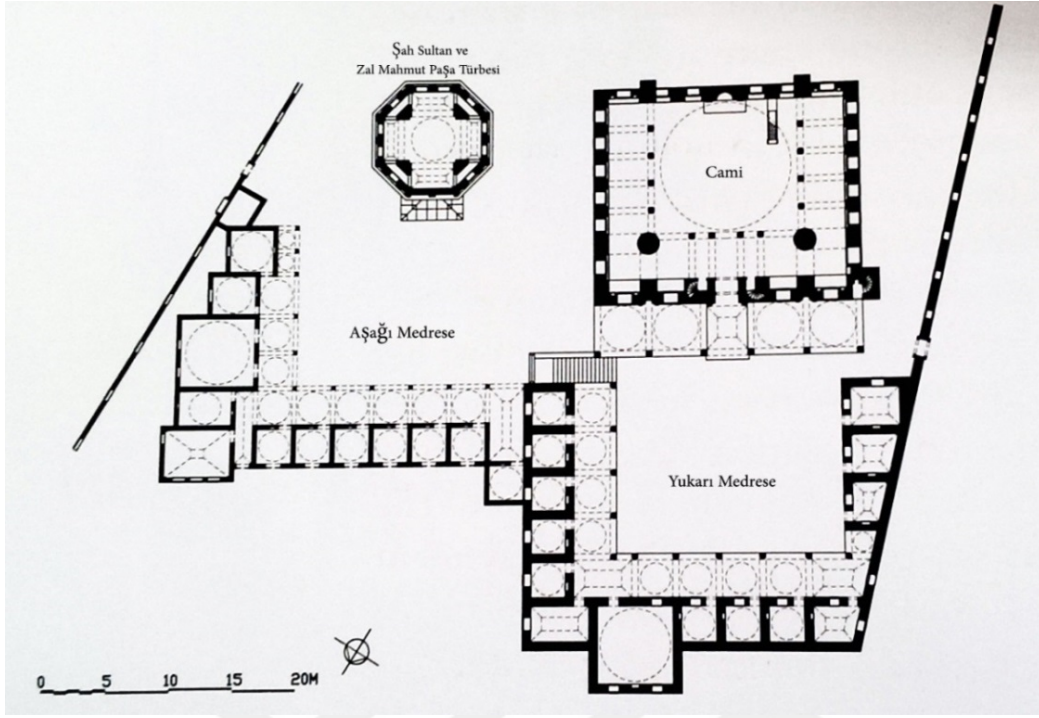 Şah Sultan ve
Zal Mahmut Paşa Türbesi
Cami
Aşağı Medrese
Yukarı Medrese
0 5 10 15 20M